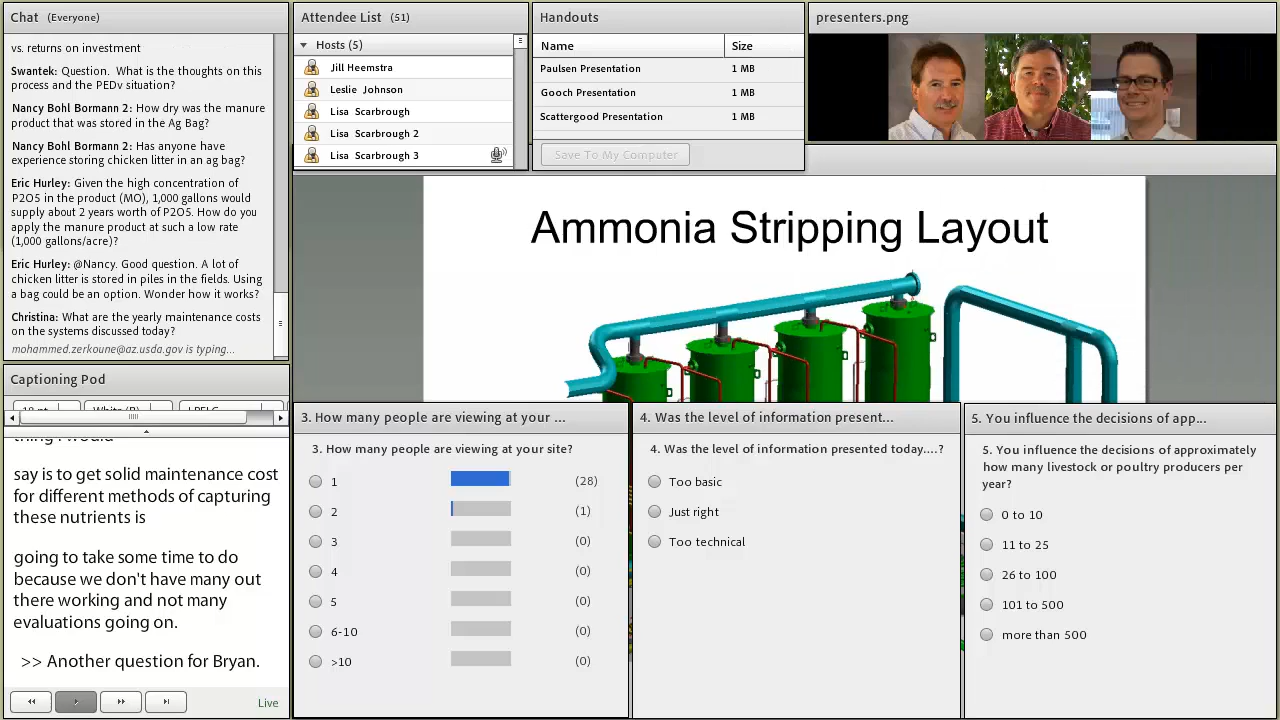 Chat (Everyone)
vs. returns on investment
Swantek: Question. What is the thoughts on this
process and the PEDv situation?
Nancy Bohl Bormann 2: How dry was the manure
product that was stored in the Ag Bag?
Nancy Bohl Bormann 2: Has anyone have
experience storing chicken litter in an ag bag?
Eric Hurley: Given the high concentration of
P2O5 in the product (MO), 1,000 gallons would
supply about 2 years worth of P2O5. How do you
apply the manure product at such a low rate
(1,000 gallons/acre)?
Eric Hurley: @Nancy. Good question. A lot of
chicken litter is stored in piles in the fields. Using
a bag could be an option. Wonder how it works?
Christina: What are the yearly maintenance costs
on the systems discussed today?
mohammed.zerkoune@az.usda.gov is typing...
Attendee List (51)
Hosts (5)
Jill Heemstra
Leslie Johnson
Lisa Scarbrough
Lisa Scarbrough 2
Lisa Scarbrough 3
Handouts
Name Size
Paulsen Presentation 1 MB
Gooch Presentation 1 MB
Scattergood Presentation 1 MB
Save To My Computer
presenters.png
Ammonia Stripping Layout
Captioning Pod
say is to get solid maintenance cost
for different methods of capturing
these nutrients is
going to take some time to do
because we don't have many out
there working and not many
evaluations going on.
>> Another question for Bryan.
Live
3. How many people are viewing at your ...
3. How many people are viewing at your site?
1 (28)
2 (1)
3 (0)
4 (0)
5 (0)
6-10 (0)
>10 (0)
4. Was the level of information present...
4. Was the level of information presented today....?
Too basic
Just right
Too technical
5. You influence the decisions of app...
5. You influence the decisions of approximately
how many livestock or poultry producers per
year?
0 to 10
11 to 25
26 to 100
101 to 500
more than 500